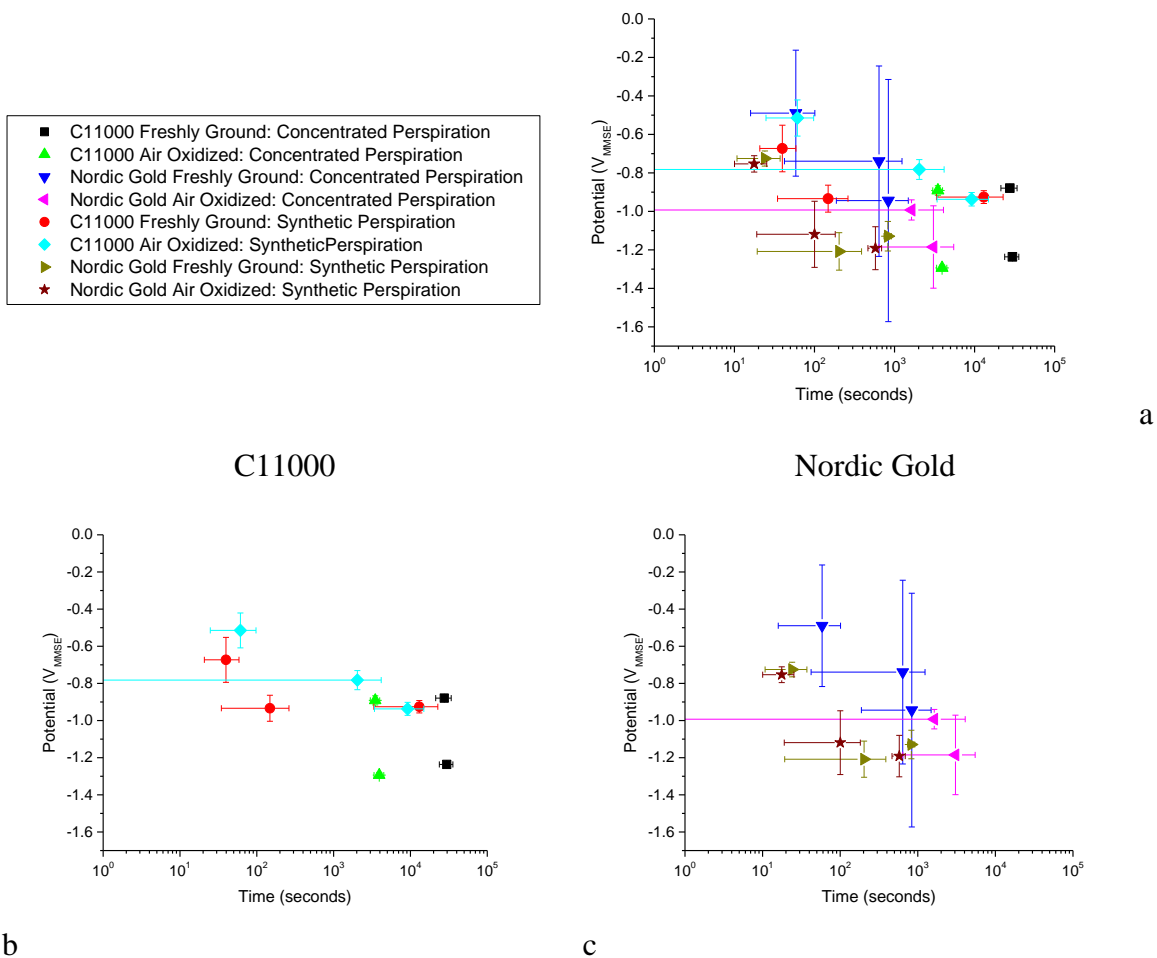 C11000 Freshly Ground: Concentrated Perspiration
C11000 Air Oxidized: Concentrated Perspiration
Nordic Gold Freshly Ground: Concentrated Perspiration
Nordic Gold Air Oxidized: Concentrated Perspiration
C11000 Freshly Ground: Synthetic Perspiration
C11000 Air Oxidized: SyntheticPerspiration
Nordic Gold Freshly Ground: Synthetic Perspiration
Nordic Gold Air Oxidized: Synthetic Perspiration
0.0
-0.2
-0.4
-0.6
-0.8
-1.0
-1.2
-1.4
-1.6
Potential (V_MMSE)
10^0 10^1 10^2 10^3 10^4 10^5
Time (seconds)
a
C11000
0.0
-0.2
-0.4
-0.6
-0.8
-1.0
-1.2
-1.4
-1.6
Potential (V_MMSE)
10^0 10^1 10^2 10^3 10^4 10^5
Time (seconds)
b
Nordic Gold
0.0
-0.2
-0.4
-0.6
-0.8
-1.0
-1.2
-1.4
-1.6
Potential (V_MMSE)
10^0 10^1 10^2 10^3 10^4 10^5
Time (seconds)
c